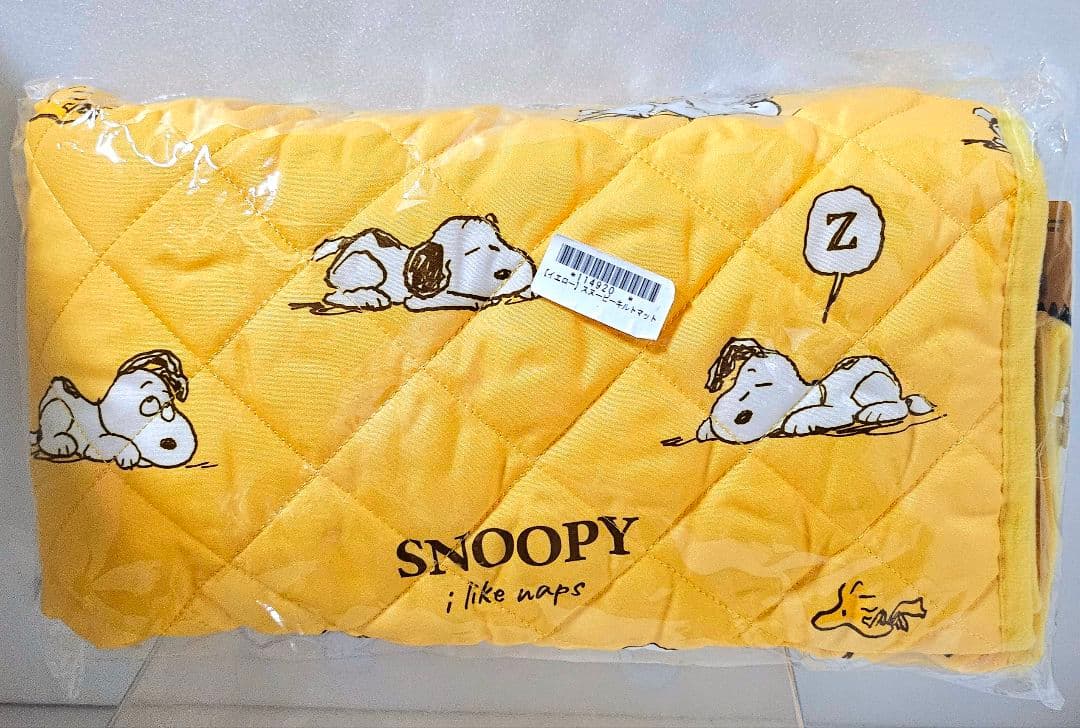 Z
*114920*
【イエロー】スヌーピーキルトマット
SNOOPY
i like naps